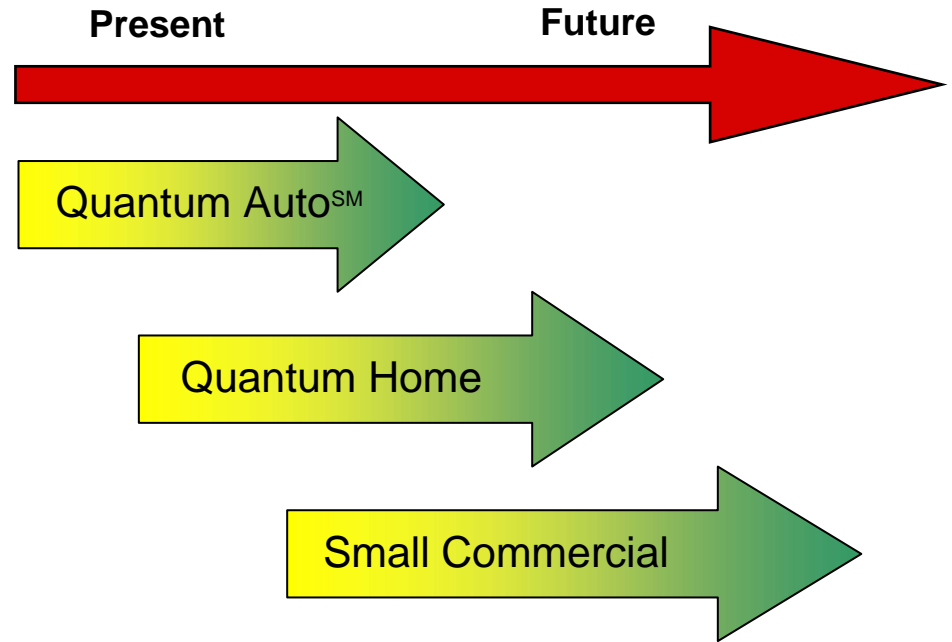 Present Future
Quantum Auto℠
Quantum Home
Small Commercial